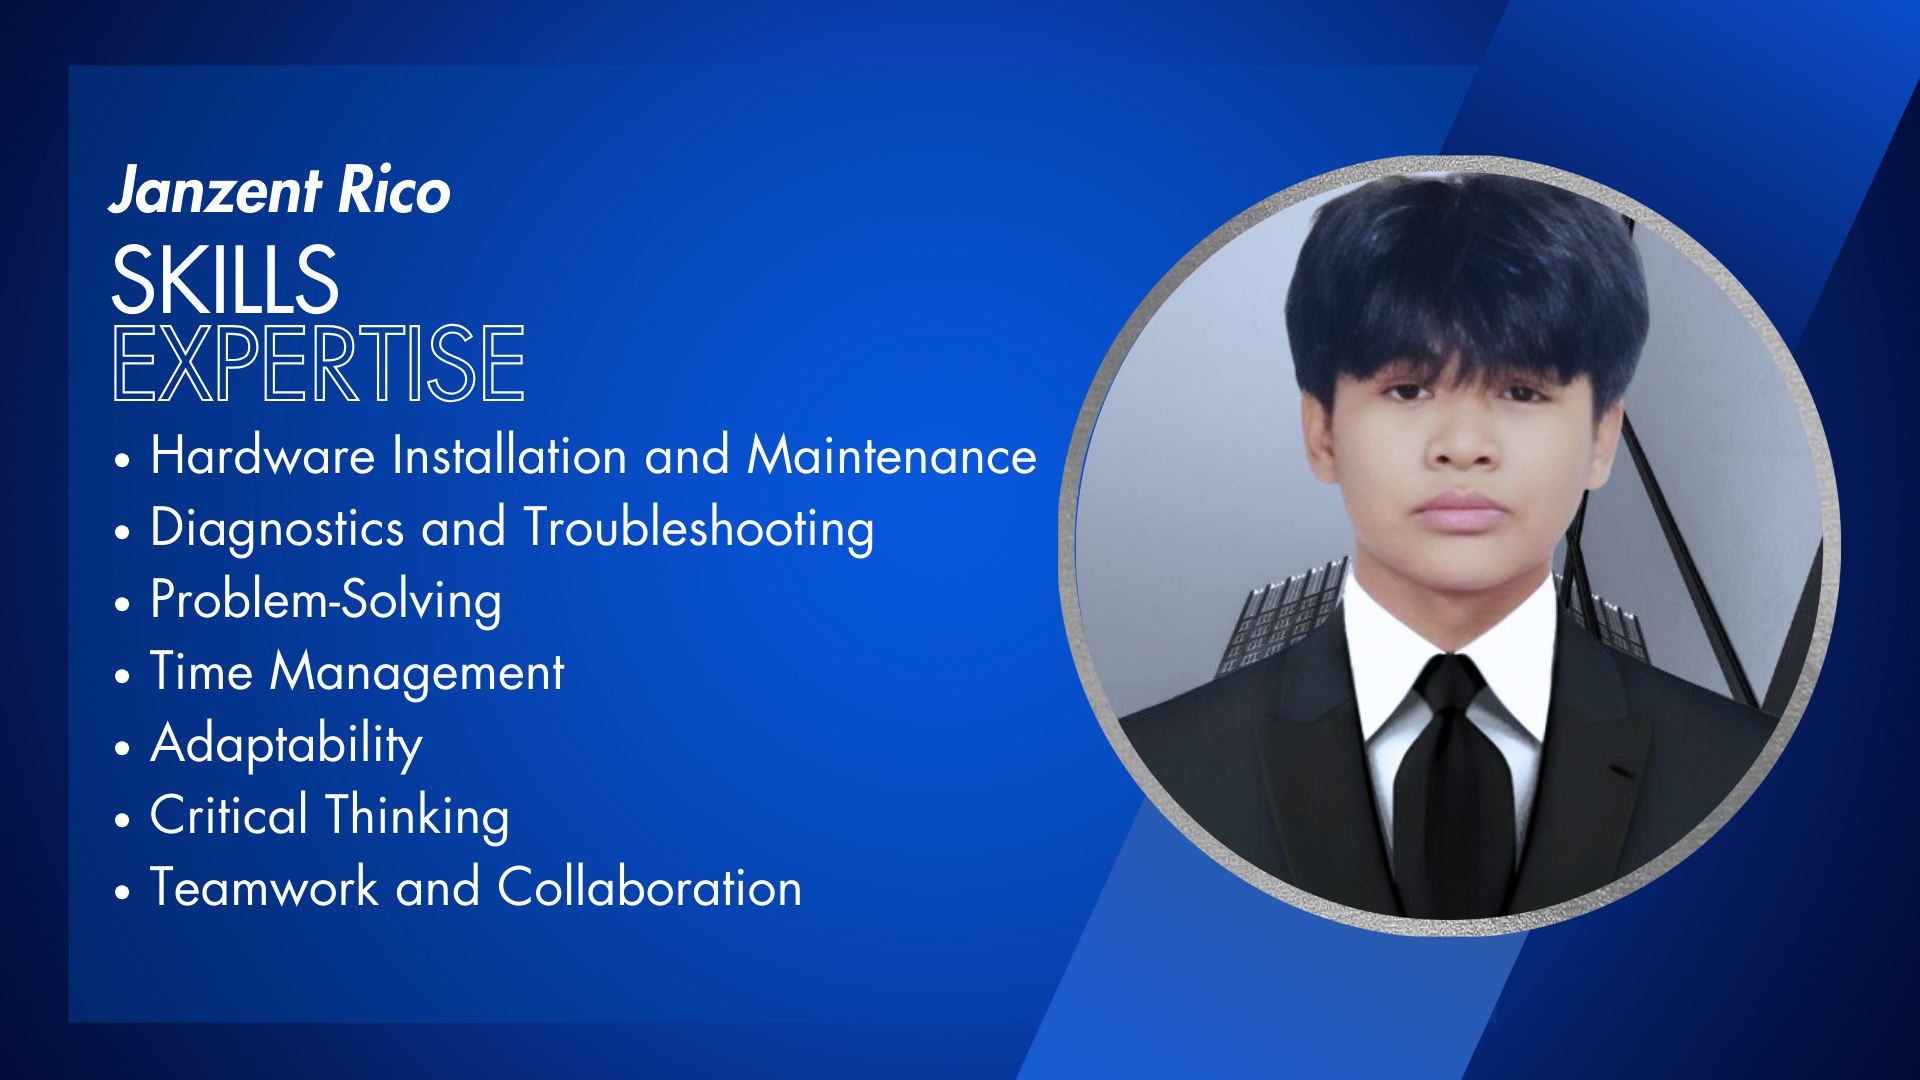 Janzent Rico
SKILLS
EXPERTISE
• Hardware Installation and Maintenance
• Diagnostics and Troubleshooting
• Problem-Solving
• Time Management
• Adaptability
• Critical Thinking
• Teamwork and Collaboration